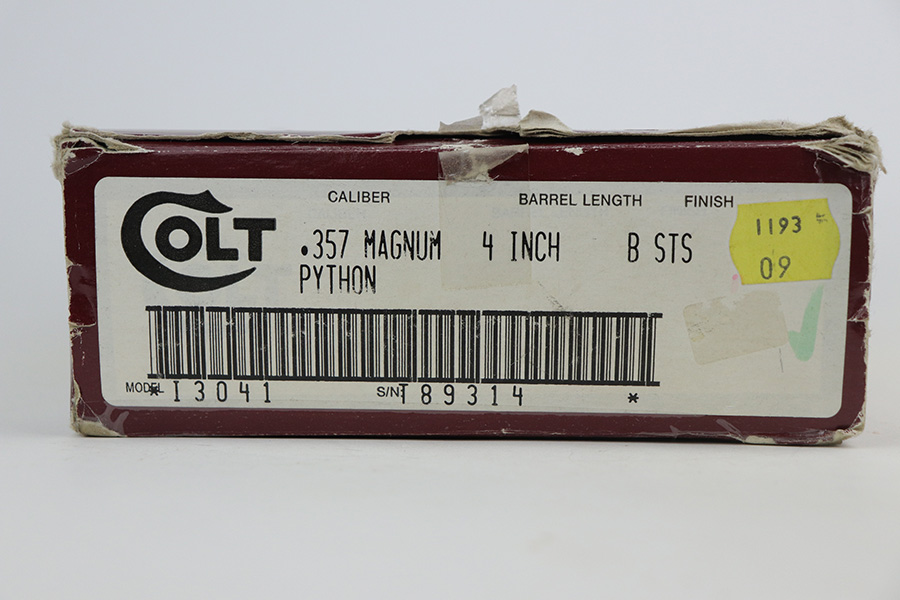 COLT
CALIBER BARREL LENGTH FINISH
.357 MAGNUM 4 INCH B STS
PYTHON
1193
09
MODEL * I3041 S/N: T89314 *